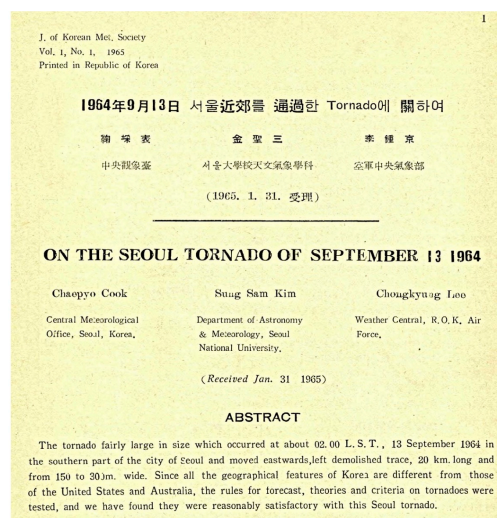 1
J. of Korean Met. Society
Vol. 1, No. 1, 1965
Printed in Republic of Korea
1964年9月13日 서울近郊를 通過한 Tornado에 關하여
鞠埰表 金聖三 李鍾京
中央觀象臺 서울大學校天文氣象學科 空軍中央氣象部
(1965. 1. 31. 受理)
ON THE SEOUL TORNADO OF SEPTEMBER 13 1964
Chaepyo Cook Sung Sam Kim Chongkyung Lee
Central Meteorological Department of Astronomy Weather Central, R.O.K. Air
Office, Seoul, Korea. & Meteorology, Seoul Force.
National University.
(Received Jan. 31 1965)
ABSTRACT
The tornado fairly large in size which occurred at about 02.00 L.S.T., 13 September 1964 in
the southern part of the city of Seoul and moved eastwards,left demolished trace, 20 km.long and
from 150 to 300m. wide. Since all the geographical features of Korea are different from those
of the United States and Australia, the rules for forecast, theories and criteria on tornadoes were
tested, and we have found they were reasonably satisfactory with this Seoul tornado.